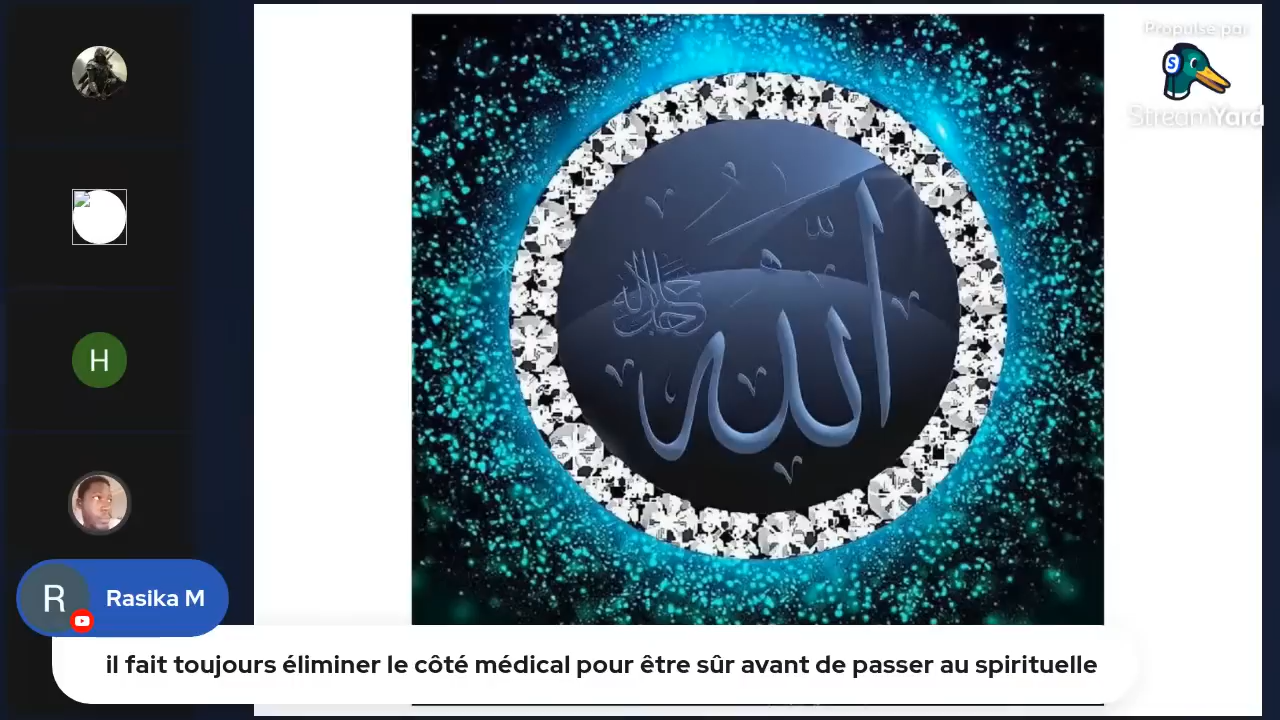 Propulsé par
S
StreamYard
الله
جل جلاله
H
R
Rasika M
il fait toujours éliminer le côté médical pour être sûr avant de passer au spirituelle